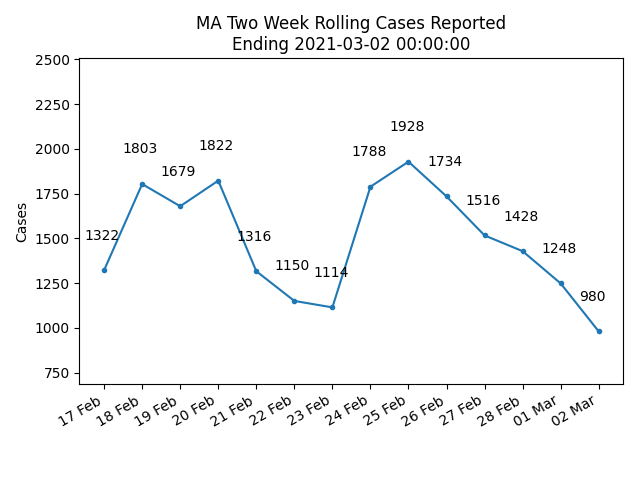 MA Two Week Rolling Cases Reported
Ending 2021-03-02 00:00:00
2500
2250
2000
1750
1500
1250
1000
750
Cases
1322
1803
1679
1822
1316
1150
1114
1788
1928
1734
1516
1428
1248
980
17 Feb
18 Feb
19 Feb
20 Feb
21 Feb
22 Feb
23 Feb
24 Feb
25 Feb
26 Feb
27 Feb
28 Feb
01 Mar
02 Mar